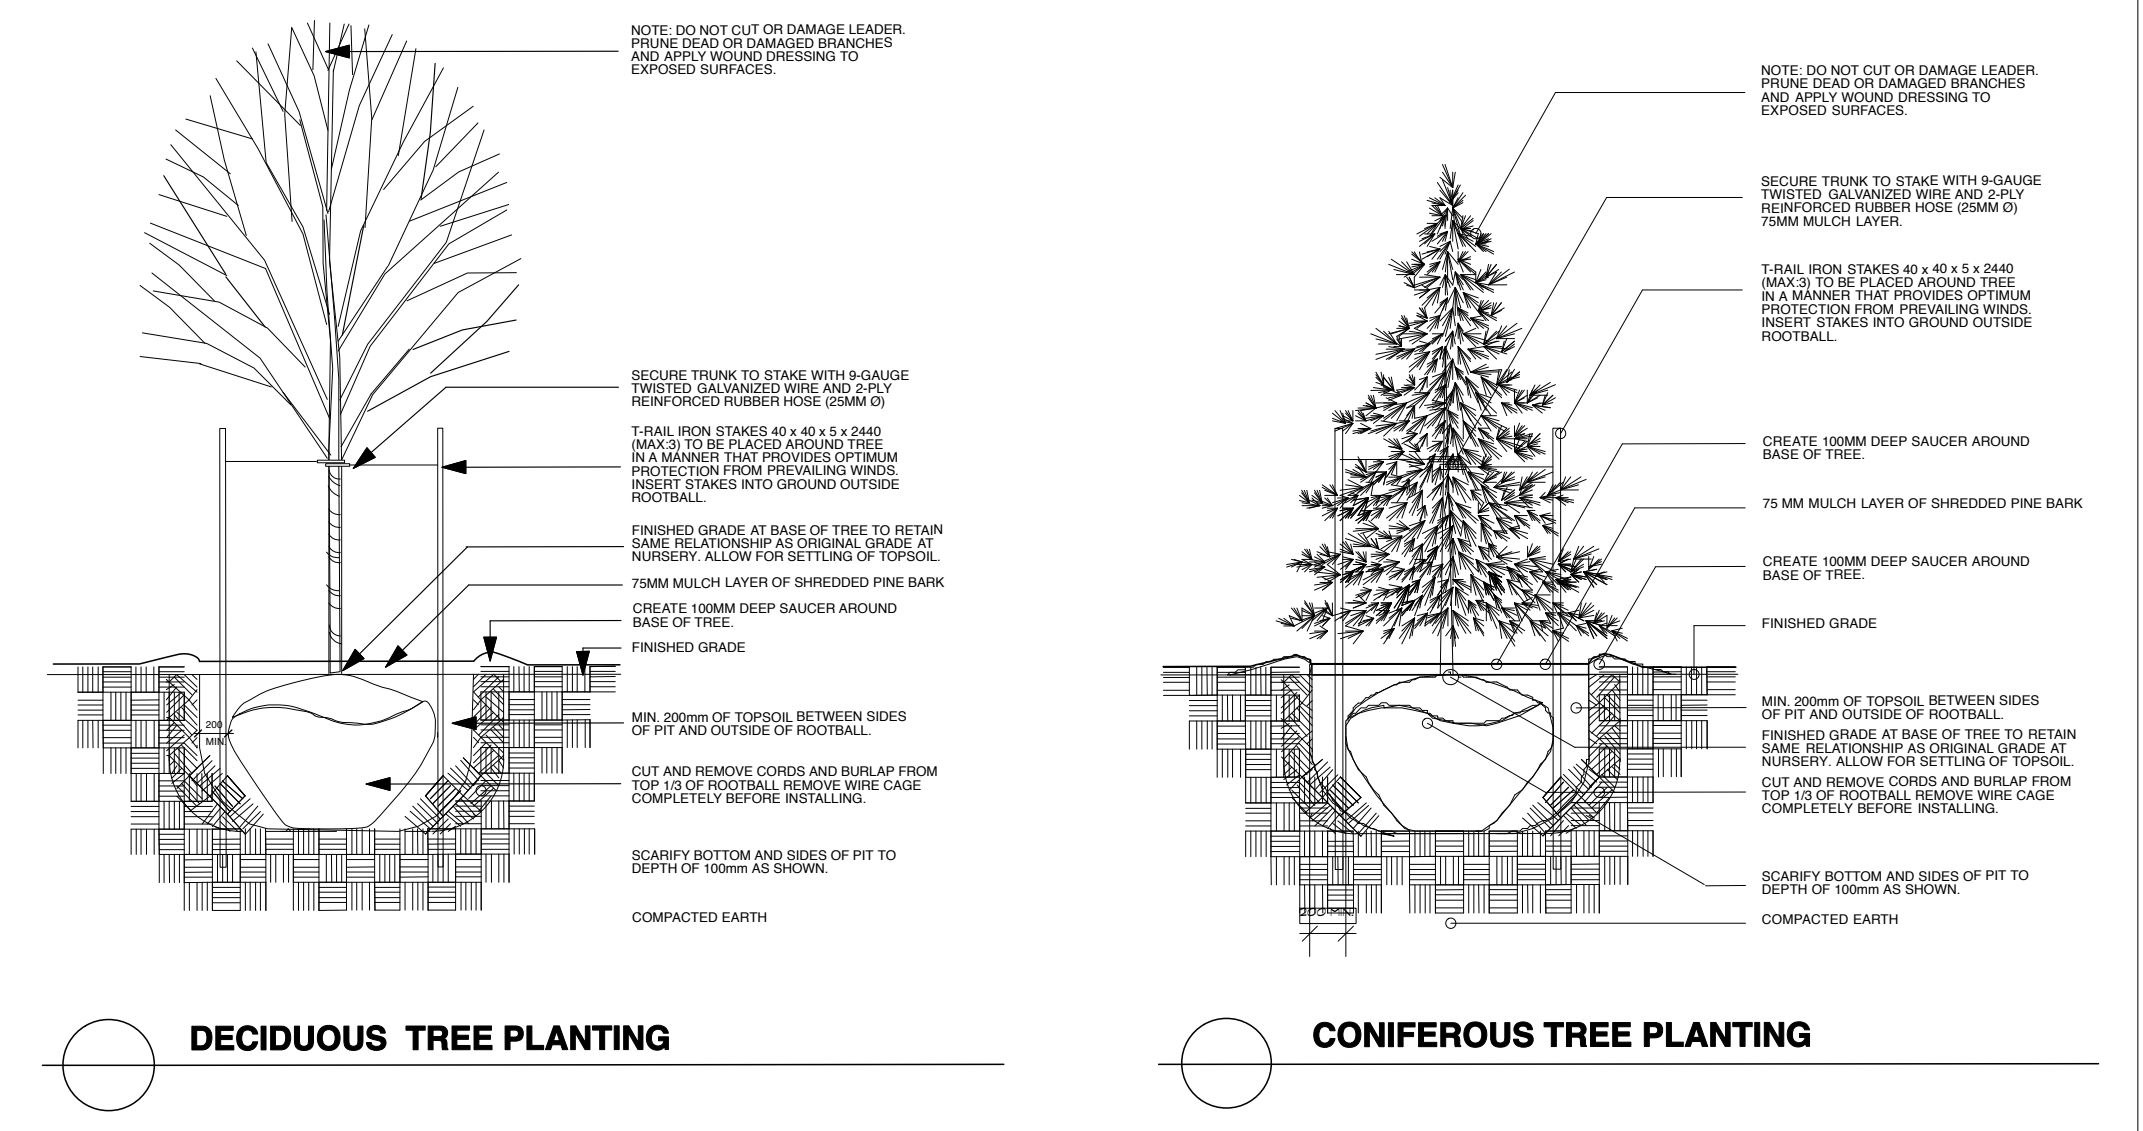 NOTE: DO NOT CUT OR DAMAGE LEADER.
PRUNE DEAD OR DAMAGED BRANCHES
AND APPLY WOUND DRESSING TO
EXPOSED SURFACES.
SECURE TRUNK TO STAKE WITH 9-GAUGE
TWISTED GALVANIZED WIRE AND 2-PLY
REINFORCED RUBBER HOSE (25MM Ø)
T-RAIL IRON STAKES 40 x 40 x 5 x 2440
(MAX:3) TO BE PLACED AROUND TREE
IN A MANNER THAT PROVIDES OPTIMUM
PROTECTION FROM PREVAILING WINDS.
INSERT STAKES INTO GROUND OUTSIDE
ROOTBALL.
FINISHED GRADE AT BASE OF TREE TO RETAIN
SAME RELATIONSHIP AS ORIGINAL GRADE AT
NURSERY. ALLOW FOR SETTLING OF TOPSOIL.
75MM MULCH LAYER OF SHREDDED PINE BARK
CREATE 100MM DEEP SAUCER AROUND
BASE OF TREE.
FINISHED GRADE
200
MIN.
MIN. 200mm OF TOPSOIL BETWEEN SIDES
OF PIT AND OUTSIDE OF ROOTBALL.
CUT AND REMOVE CORDS AND BURLAP FROM
TOP 1/3 OF ROOTBALL REMOVE WIRE CAGE
COMPLETELY BEFORE INSTALLING.
SCARIFY BOTTOM AND SIDES OF PIT TO
DEPTH OF 100mm AS SHOWN.
COMPACTED EARTH
DECIDUOUS TREE PLANTING
NOTE: DO NOT CUT OR DAMAGE LEADER.
PRUNE DEAD OR DAMAGED BRANCHES
AND APPLY WOUND DRESSING TO
EXPOSED SURFACES.
SECURE TRUNK TO STAKE WITH 9-GAUGE
TWISTED GALVANIZED WIRE AND 2-PLY
REINFORCED RUBBER HOSE (25MM Ø)
75MM MULCH LAYER.
T-RAIL IRON STAKES 40 x 40 x 5 x 2440
(MAX:3) TO BE PLACED AROUND TREE
IN A MANNER THAT PROVIDES OPTIMUM
PROTECTION FROM PREVAILING WINDS.
INSERT STAKES INTO GROUND OUTSIDE
ROOTBALL.
CREATE 100MM DEEP SAUCER AROUND
BASE OF TREE.
75 MM MULCH LAYER OF SHREDDED PINE BARK
CREATE 100MM DEEP SAUCER AROUND
BASE OF TREE.
FINISHED GRADE
MIN. 200mm OF TOPSOIL BETWEEN SIDES
OF PIT AND OUTSIDE OF ROOTBALL.
FINISHED GRADE AT BASE OF TREE TO RETAIN
SAME RELATIONSHIP AS ORIGINAL GRADE AT
NURSERY. ALLOW FOR SETTLING OF TOPSOIL.
CUT AND REMOVE CORDS AND BURLAP FROM
TOP 1/3 OF ROOTBALL REMOVE WIRE CAGE
COMPLETELY BEFORE INSTALLING.
SCARIFY BOTTOM AND SIDES OF PIT TO
DEPTH OF 100mm AS SHOWN.
200 MIN.
COMPACTED EARTH
CONIFEROUS TREE PLANTING